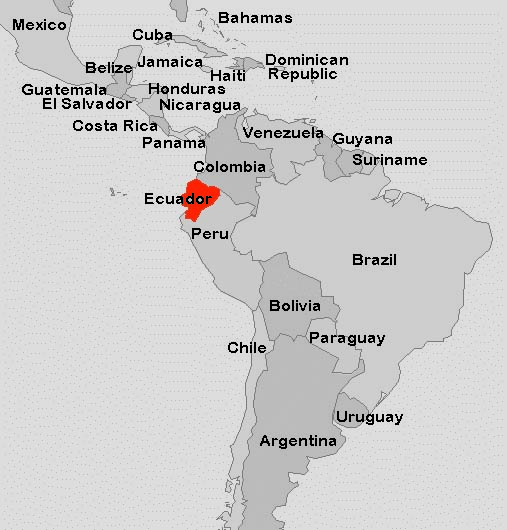 Bahamas
Mexico
Cuba
Dominican
Republic
Jamaica
Belize
Haiti
Guatemala
Honduras
El Salvador
Nicaragua
Costa Rica
Venezuela
Guyana
Panama
Suriname
Colombia
Ecuador
Peru
Brazil
Bolivia
Paraguay
Chile
Uruguay
Argentina